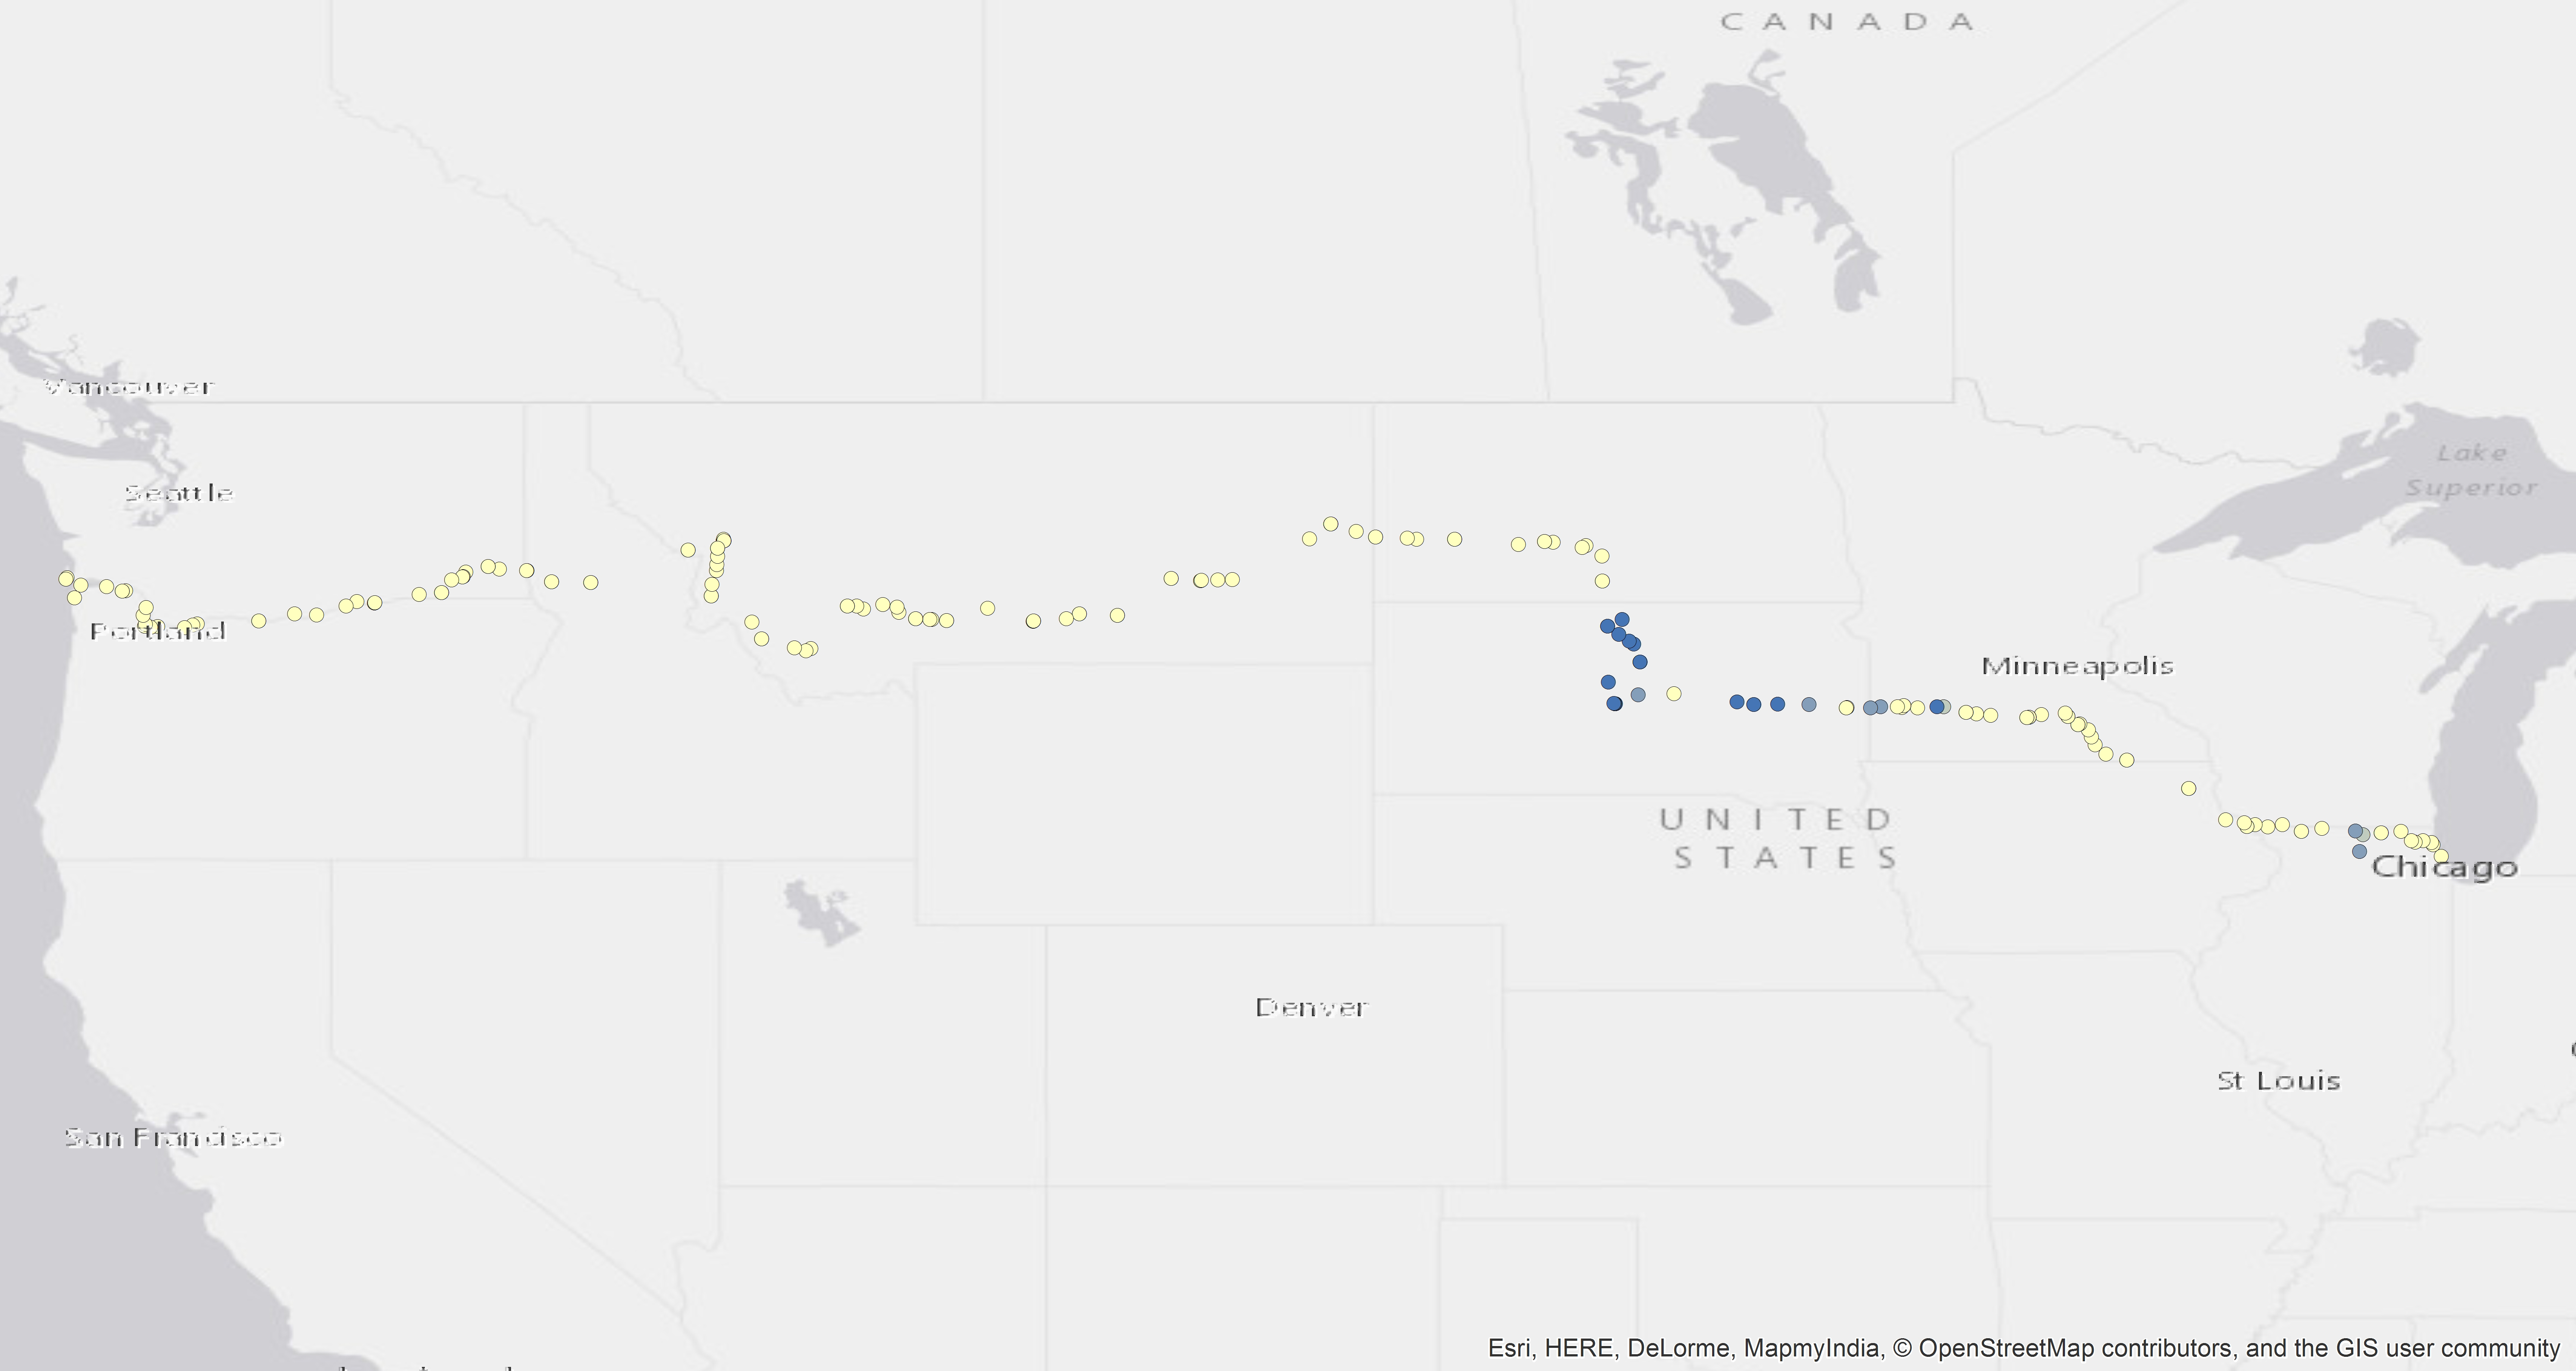 CANADA
Vancouver
Lake
Superior
Seattle
Portland
Minneapolis
UNITED
STATES
Chicago
Denver
St Louis
San Francisco
Esri, HERE, DeLorme, MapmyIndia, © OpenStreetMap contributors, and the GIS user community